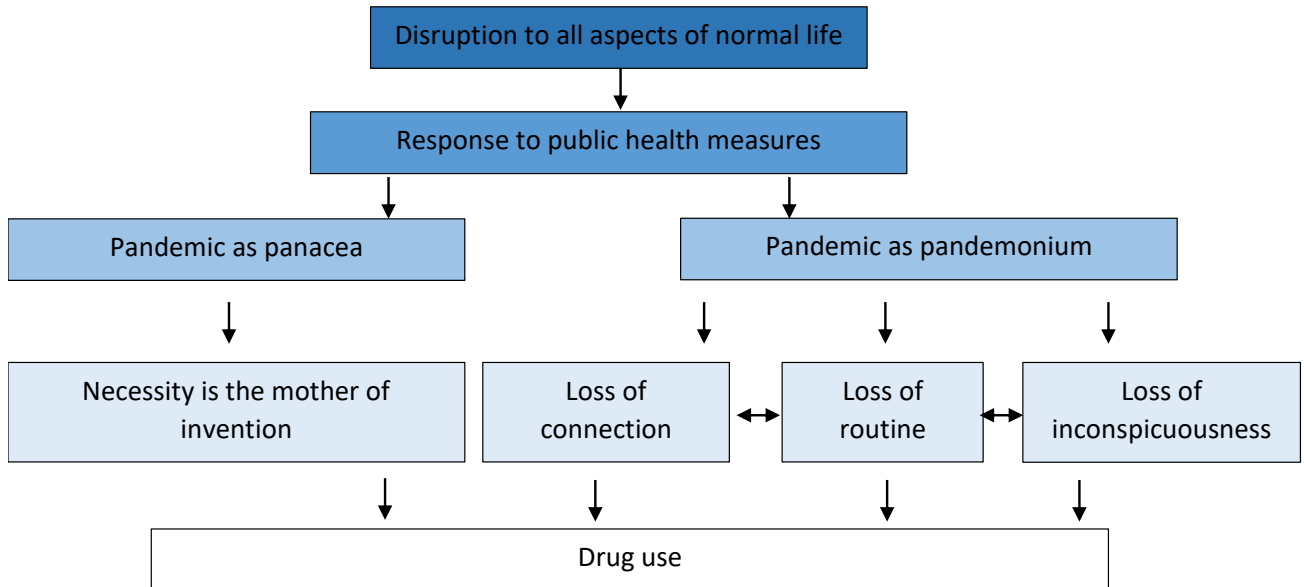 Disruption to all aspects of normal life
Response to public health measures
Pandemic as panacea
Pandemic as pandemonium
Necessity is the mother of
invention
Loss of
connection
Loss of
routine
Loss of
inconspicuousness
Drug use